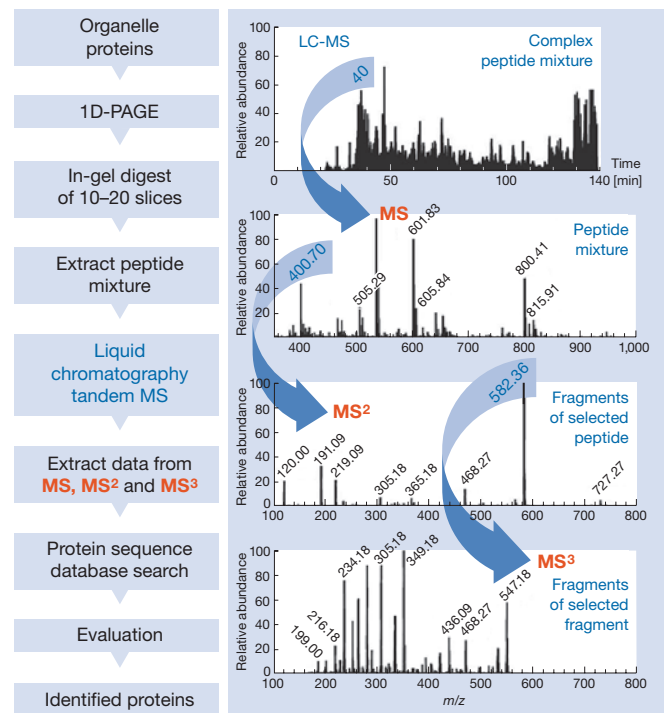 Organelle
proteins
1D-PAGE
In-gel digest
of 10–20 slices
Extract peptide
mixture
Liquid
chromatography
tandem MS
Extract data from
MS, MS² and MS³
Protein sequence
database search
Evaluation
Identified proteins
LC-MS
Complex
peptide mixture
Relative abundance
100
80
60
40
20
40
0
50
100
140
Time
[min]
MS
Peptide
mixture
Relative abundance
100
80
60
40
20
400.70
505.29
601.83
605.84
800.41
815.91
400
500
600
700
800
900
1,000
MS²
Fragments
of selected
peptide
Relative abundance
100
80
60
40
20
0
120.00
191.09
219.09
305.18
365.18
468.27
582.36
727.27
100
200
300
400
500
600
700
800
MS³
Fragments
of selected
fragment
Relative abundance
100
80
60
40
20
0
199.00
216.18
234.18
305.18
349.18
436.09
468.27
547.18
100
200
300
400
500
600
700
800
m/z